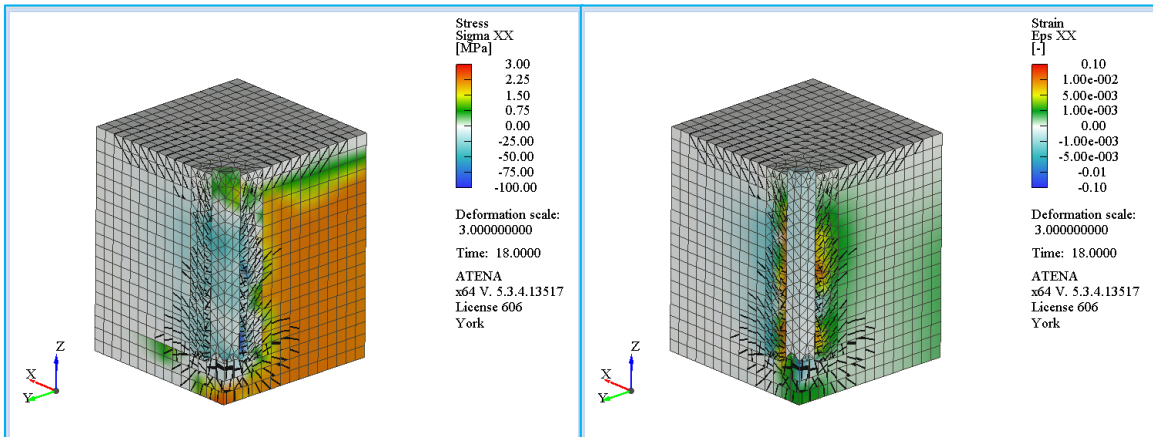 Stress
Sigma XX
[MPa]
3.00
2.25
1.50
0.75
0.00
-25.00
-50.00
-75.00
-100.00
Deformation scale:
3.000000000
Time: 18.0000
ATENA
x64 V. 5.3.4.13517
License 606
York
Z
X
Y
Strain
Eps XX
[-]
0.10
1.00e-002
5.00e-003
1.00e-003
0.00
-1.00e-003
-5.00e-003
-0.01
-0.10
Deformation scale:
3.000000000
Time: 18.0000
ATENA
x64 V. 5.3.4.13517
License 606
York
Z
X
Y